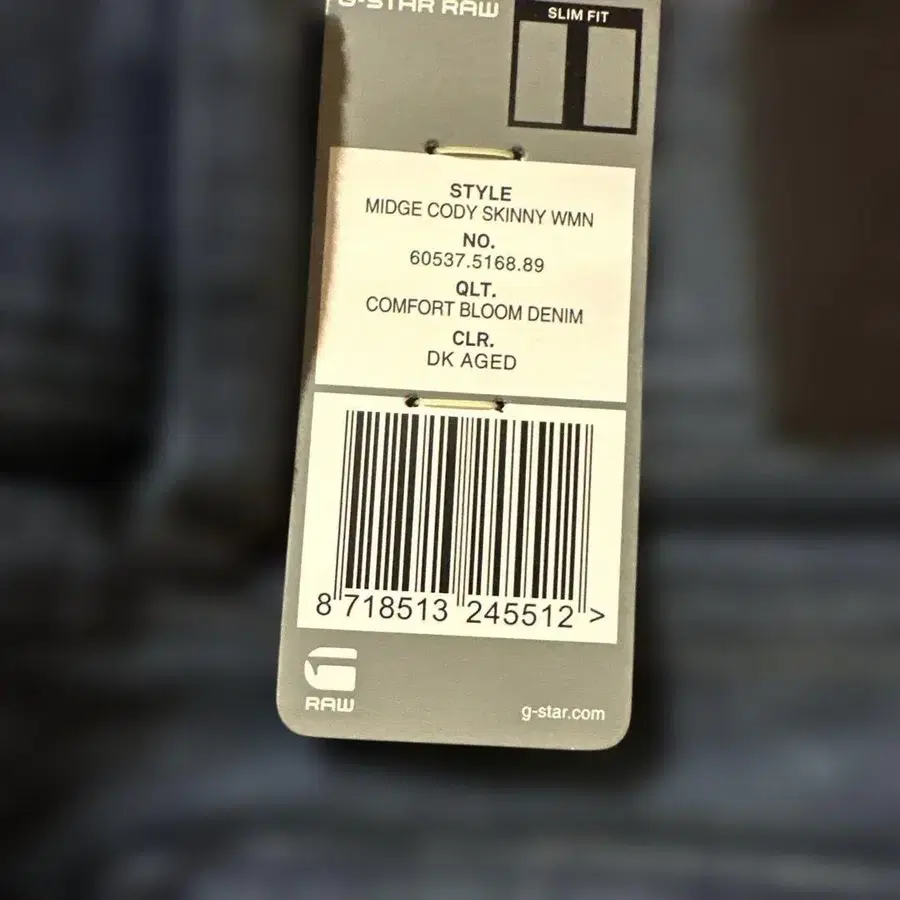 G-STAR RAW
SLIM FIT
STYLE
MIDGE CODY SKINNY WMN
NO.
60537.5168.89
QLT.
COMFORT BLOOM DENIM
CLR.
DK AGED
8 718513 245512 >
RAW
g-star.com